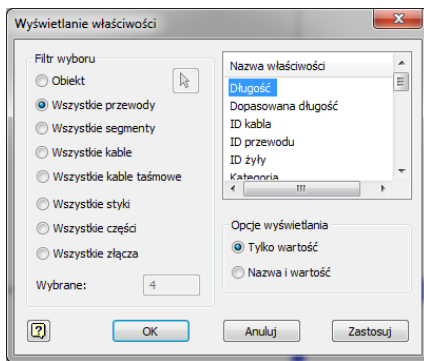 Wyświetlanie właściwości
Filtr wyboru
Obiekt
Wszystkie przewody
Wszystkie segmenty
Wszystkie kable
Wszystkie kable taśmowe
Wszystkie styki
Wszystkie części
Wszystkie złącza
Wybrane: 4
Nazwa właściwości
Długość
Dopasowana długość
ID kabla
ID przewodu
ID żyły
Kategoria
Opcje wyświetlania
Tylko wartość
Nazwa i wartość
OK
Anuluj
Zastosuj